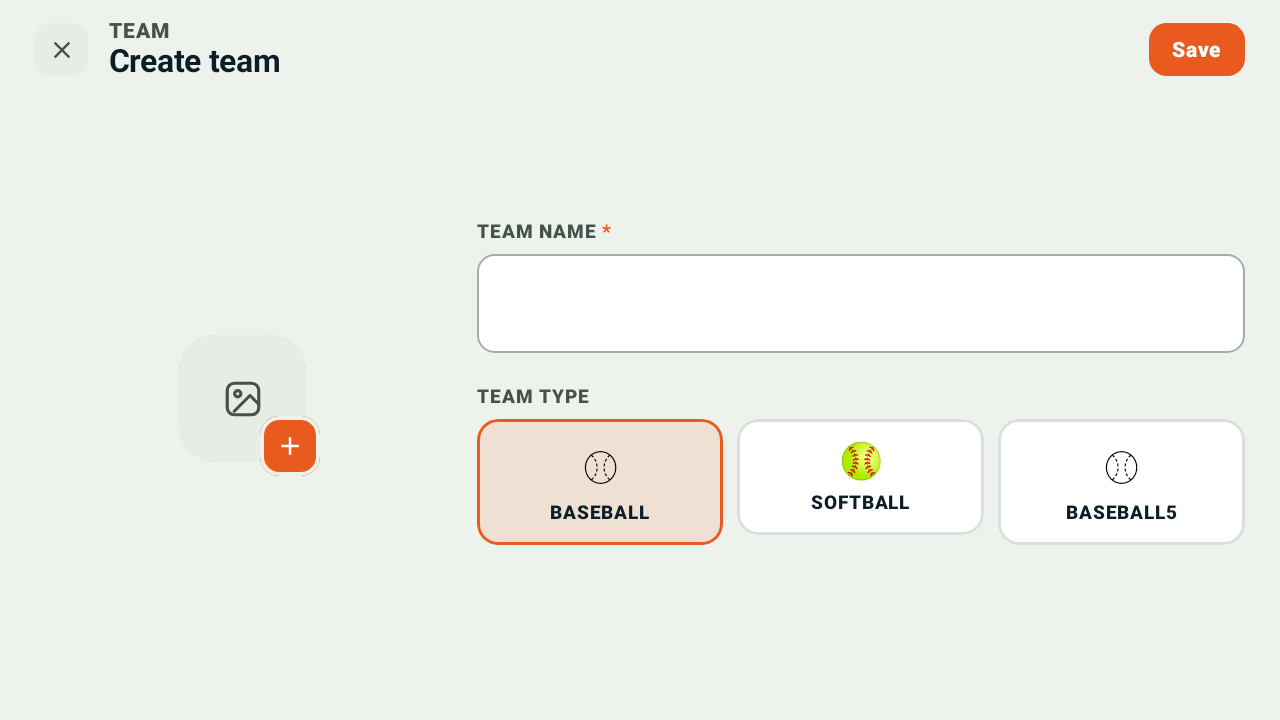 TEAM
Create team
Save
TEAM NAME *
TEAM TYPE
BASEBALL
SOFTBALL
BASEBALL5